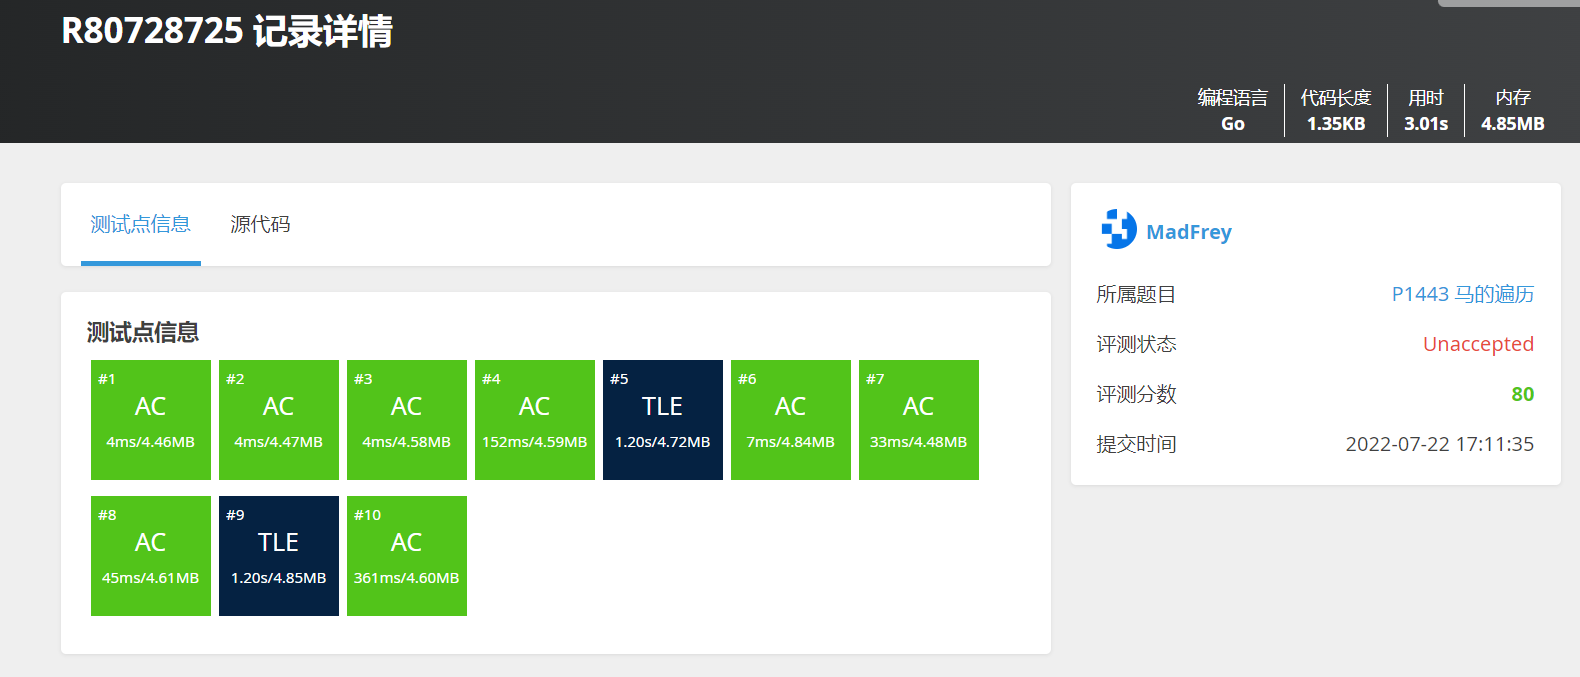 R80728725 记录详情
编程语言 代码长度 用时 内存
Go 1.35KB 3.01s 4.85MB
测试点信息 源代码
测试点信息
#1 #2 #3 #4 #5 #6 #7
AC AC AC AC TLE AC AC
4ms/4.46MB 4ms/4.47MB 4ms/4.58MB 152ms/4.59MB 1.20s/4.72MB 7ms/4.84MB 33ms/4.48MB
#8 #9 #10
AC TLE AC
45ms/4.61MB 1.20s/4.85MB 361ms/4.60MB
MadFrey
所属题目 P1443 马的遍历
评测状态 Unaccepted
评测分数 80
提交时间 2022-07-22 17:11:35